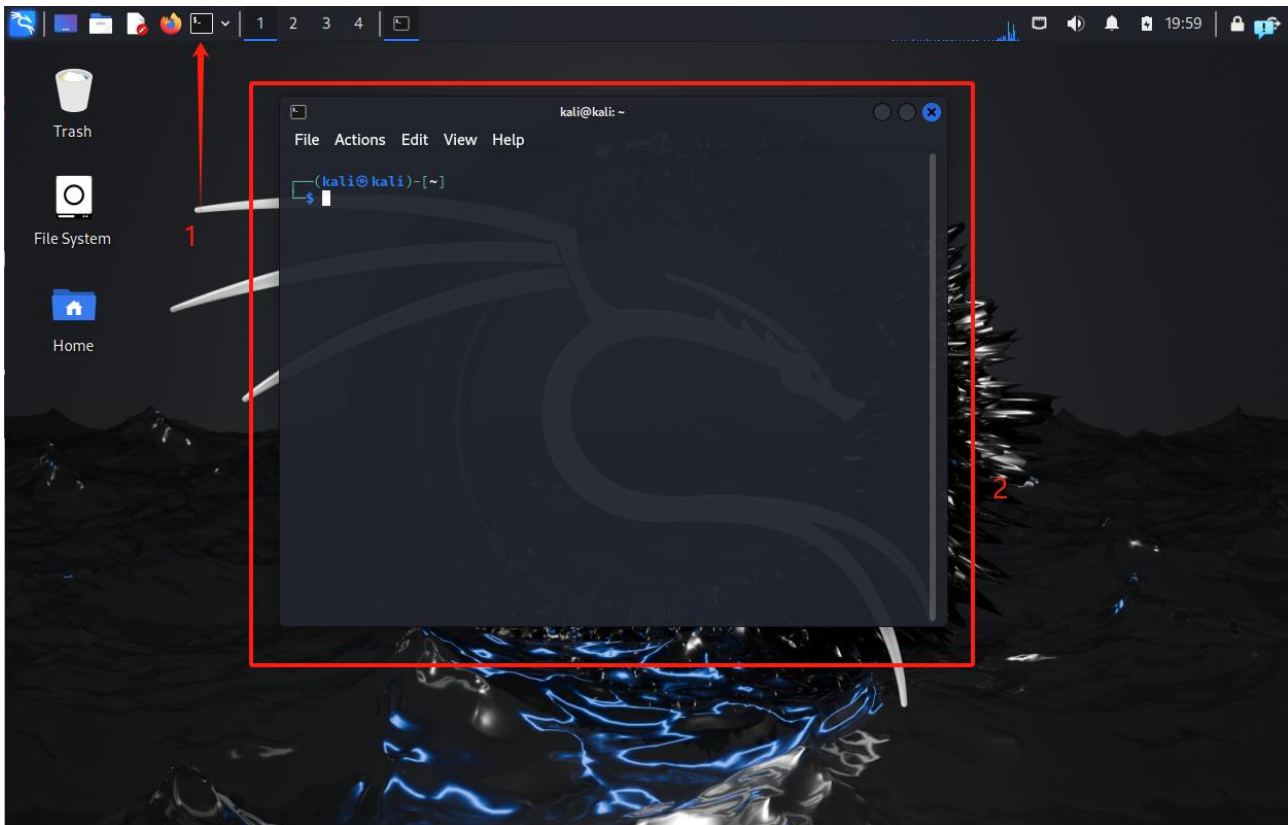 1 2 3 4 19:59
Trash
File System
Home
kali@kali: ~
File Actions Edit View Help
┌──(kali㉿kali)-[~]
└─$
1
2